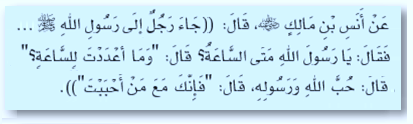 عَنْ أَنَسِ بْنِ مَالِكٍ ﷺ، قَالَ: ((جَاءَ رَجُلٌ إِلَى رَسُولِ اللهِ ﷺ ...
فَقَالَ: يَا رَسُولَ اللهِ مَتَى السَّاعَةُ؟ قَالَ: "وَمَا أَعْدَدْتَ لِلسَّاعَةِ؟"
قَالَ: حُبَّ اللهِ وَرَسُولِهِ، قَالَ: "فَإِنَّكَ مَعَ مَنْ أَحْبَبْتَ")).